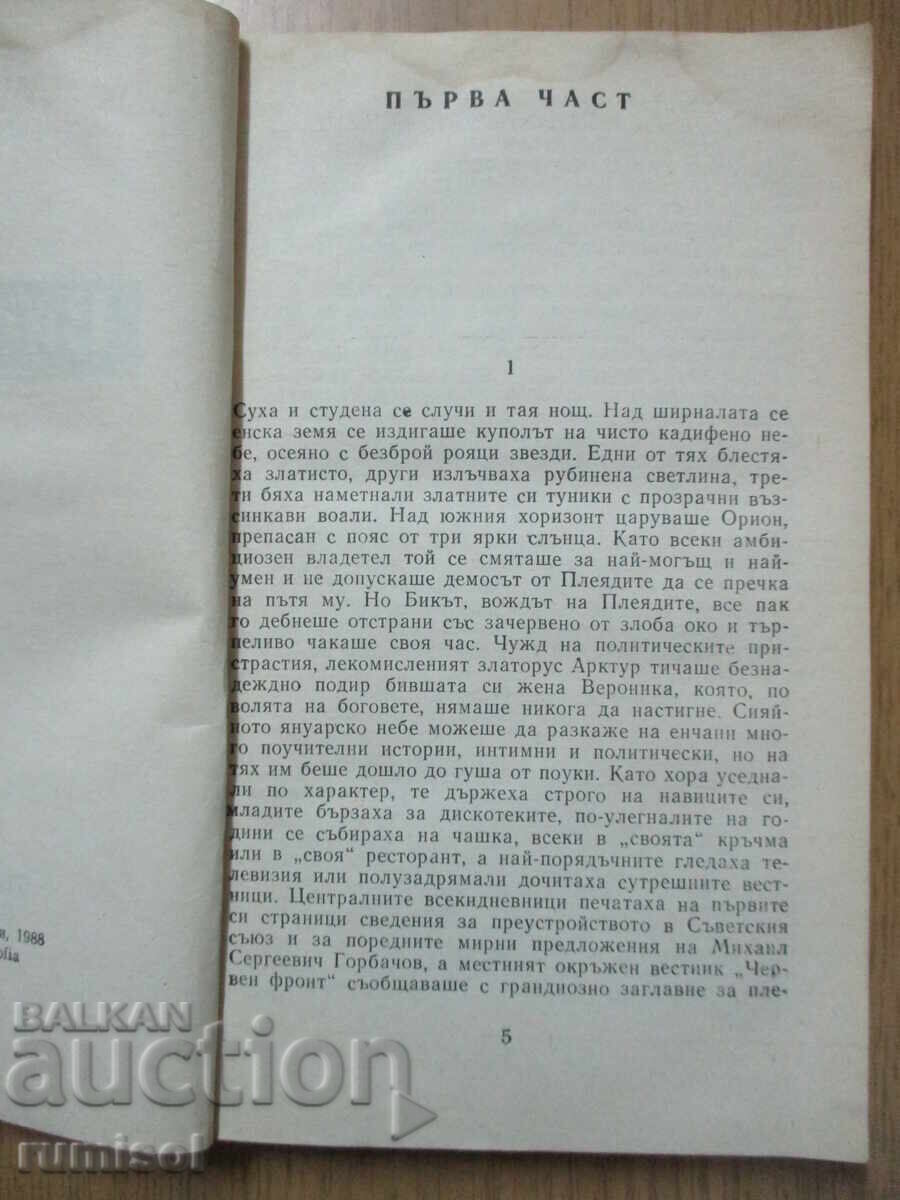 ПЪРВА ЧАСТ
1
Суха и студена се случи и тая нощ. Над ширналата се
енска земя се издигаше куполът на чисто кадифено не-
бе, осеяно с безброй рояци звезди. Едни от тях блестя-
ха златисто, други излъчваха рубинена светлина, тре-
ти бяха наметнали златните си туники с прозрачни въз-
синкави воали. Над южния хоризонт царуваше Орион,
препасан с пояс от три ярки слънца. Като всеки амби-
циозен владетел той се смяташе за най-могъщ и най-
умен и не допускаше демосът от Плеядите да се пречка
на пътя му. Но Бикът, вождът на Плеядите, все пак
го дебнеше отстрани със зачервено от злоба око и тър-
пеливо чакаше своя час. Чужд на политическите при-
страстия, лекомисленият златорус Арктур тичаше безна-
деждно подир бившата си жена Вероника, която, по
волята на боговете, нямаше никога да настигне. Сияй-
ното януарско небе можеше да разкаже на енчани мно-
го поучителни истории, интимни и политически, но на
тях им беше дошло до гуша от поуки. Като хора уседна-
ли по характер, те държеха строго на навиците си,
младите бързаха за дискотеките, по-улегналите на го-
дини се събираха на чашка, всеки в „своята“ кръчма
или в „своя“ ресторант, а най-порядъчните гледаха те-
левизия или полузадрямали дочитаха сутрешните вест-
ници. Централните всекидневници печатаха на първите
си страници сведения за преустройството в Съветския
съюз и за поредните мирни предложения на Михаил
Сергеевич Горбачов, а местният окръжен вестник „Чер-
вен фронт“ съобщаваше с грандиозно заглавие за пле-
5
и, 1988
ofia
BALKAN
auction
rumisol